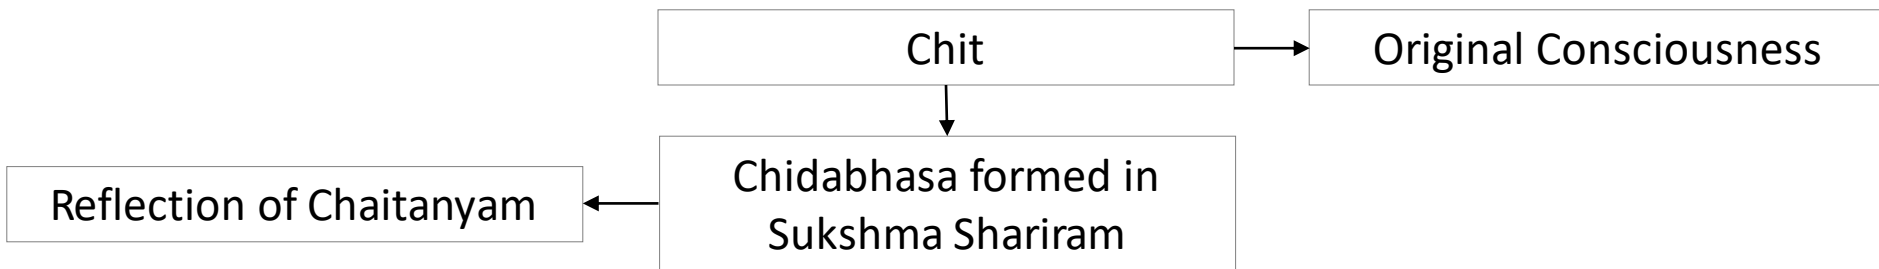 Chit
Original Consciousness
Chidabhasa formed in
Sukshma Shariram
Reflection of Chaitanyam